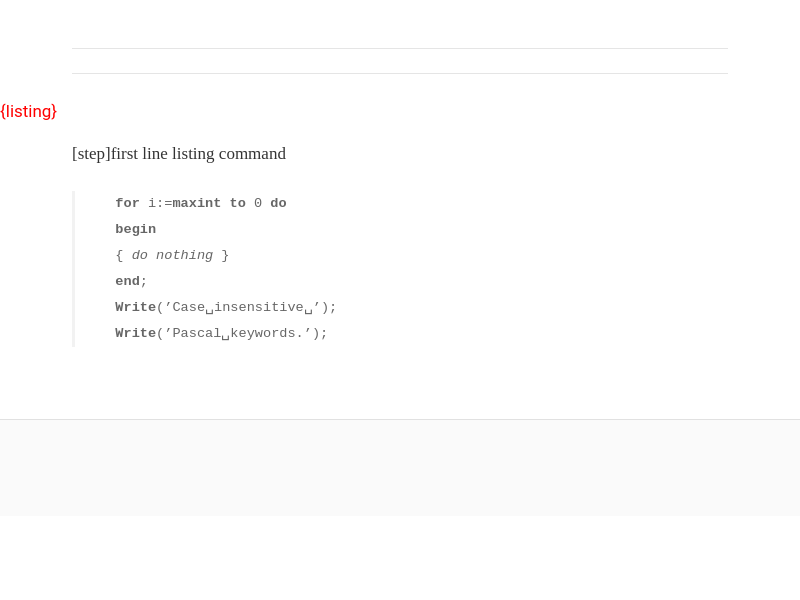 {listing}
[step]first line listing command
for i:=maxint to 0 do
begin
{ do nothing }
end;
Write(’Case␣insensitive␣’);
Write(’Pascal␣keywords.’);